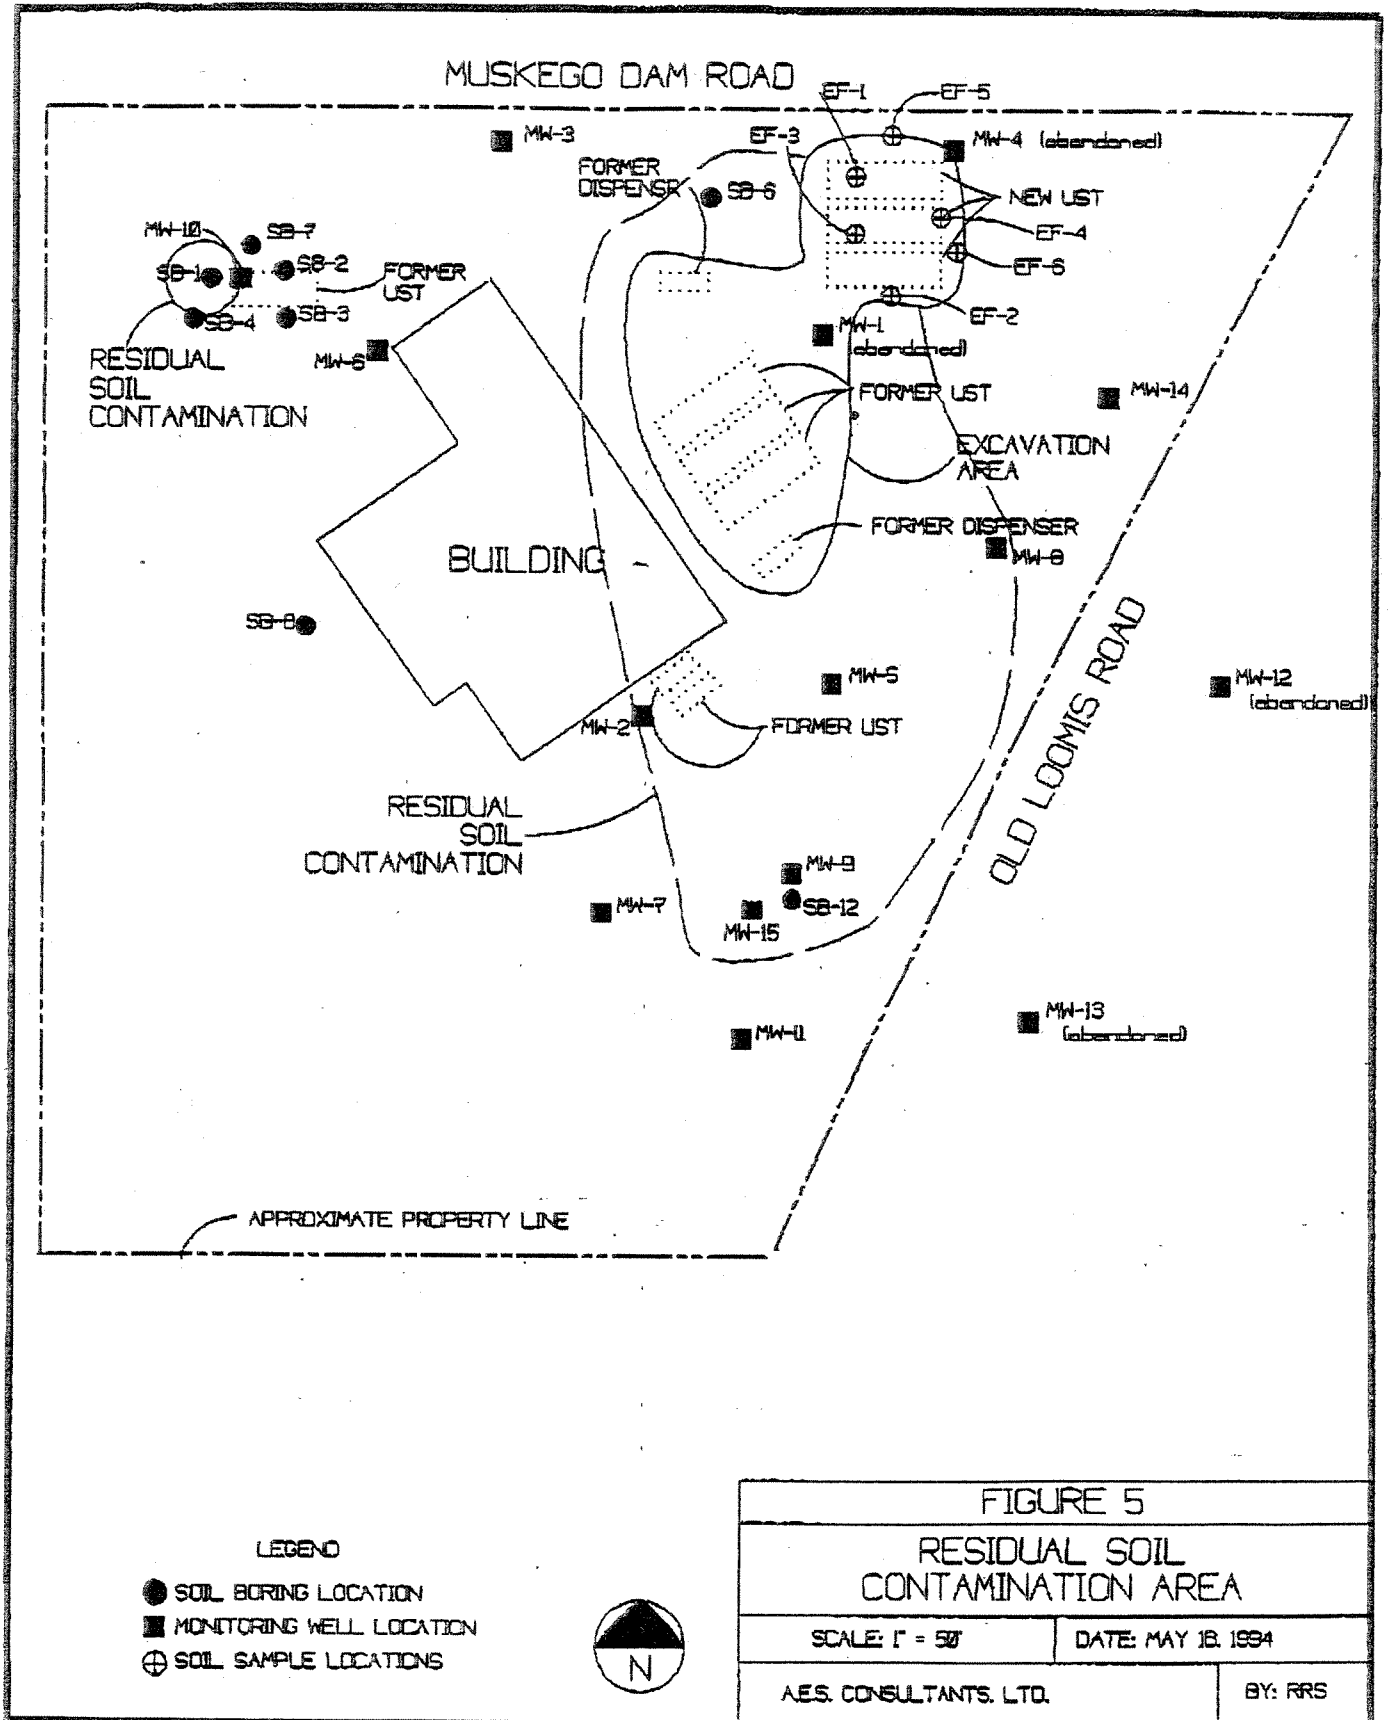 MUSKEGO DAM ROAD
EF-1
EF-5
MW-3
EF-3
MW-4 (abandoned)
FORMER
DISPENSR
SB-6
NEW UST
MW-10
SB-7
EF-4
SB-1
SB-2
FORMER
UST
EF-6
SB-4
SB-3
EF-2
MW-1
(abandoned)
RESIDUAL
SOIL
CONTAMINATION
MW-6
FORMER UST
MW-14
EXCAVATION
AREA
FORMER DISPENSER
BUILDING
MW-8
SB-8
OLD LOOMIS ROAD
MW-5
MW-12
(abandoned)
MW-2
FORMER UST
RESIDUAL
SOIL
CONTAMINATION
MW-9
MW-7
SB-12
MW-15
MW-11
MW-13
(abandoned)
APPROXIMATE PROPERTY LINE
FIGURE 5
RESIDUAL SOIL
CONTAMINATION AREA
SCALE: 1" = 50'
DATE: MAY 18, 1994
A.E.S. CONSULTANTS, LTD.
BY: RRS
LEGEND
SOIL BORING LOCATION
MONITORING WELL LOCATION
SOIL SAMPLE LOCATIONS
N